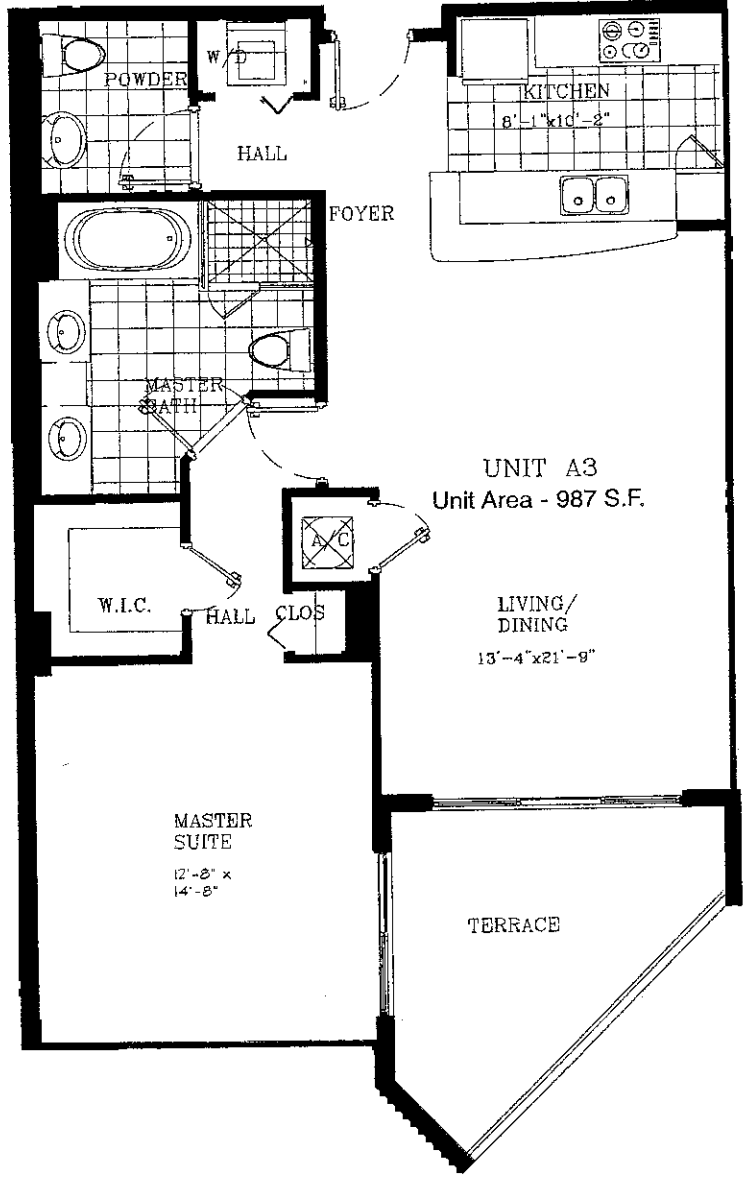 POWDER
W/D
KITCHEN
8'-1"x10'-2"
HALL
FOYER
MASTER
BATH
UNIT A3
Unit Area - 987 S.F.
A/C
W.I.C.
HALL
CLOS
LIVING/
DINING
13'-4"x21'-9"
MASTER
SUITE
12'-8" x
14'-8"
TERRACE